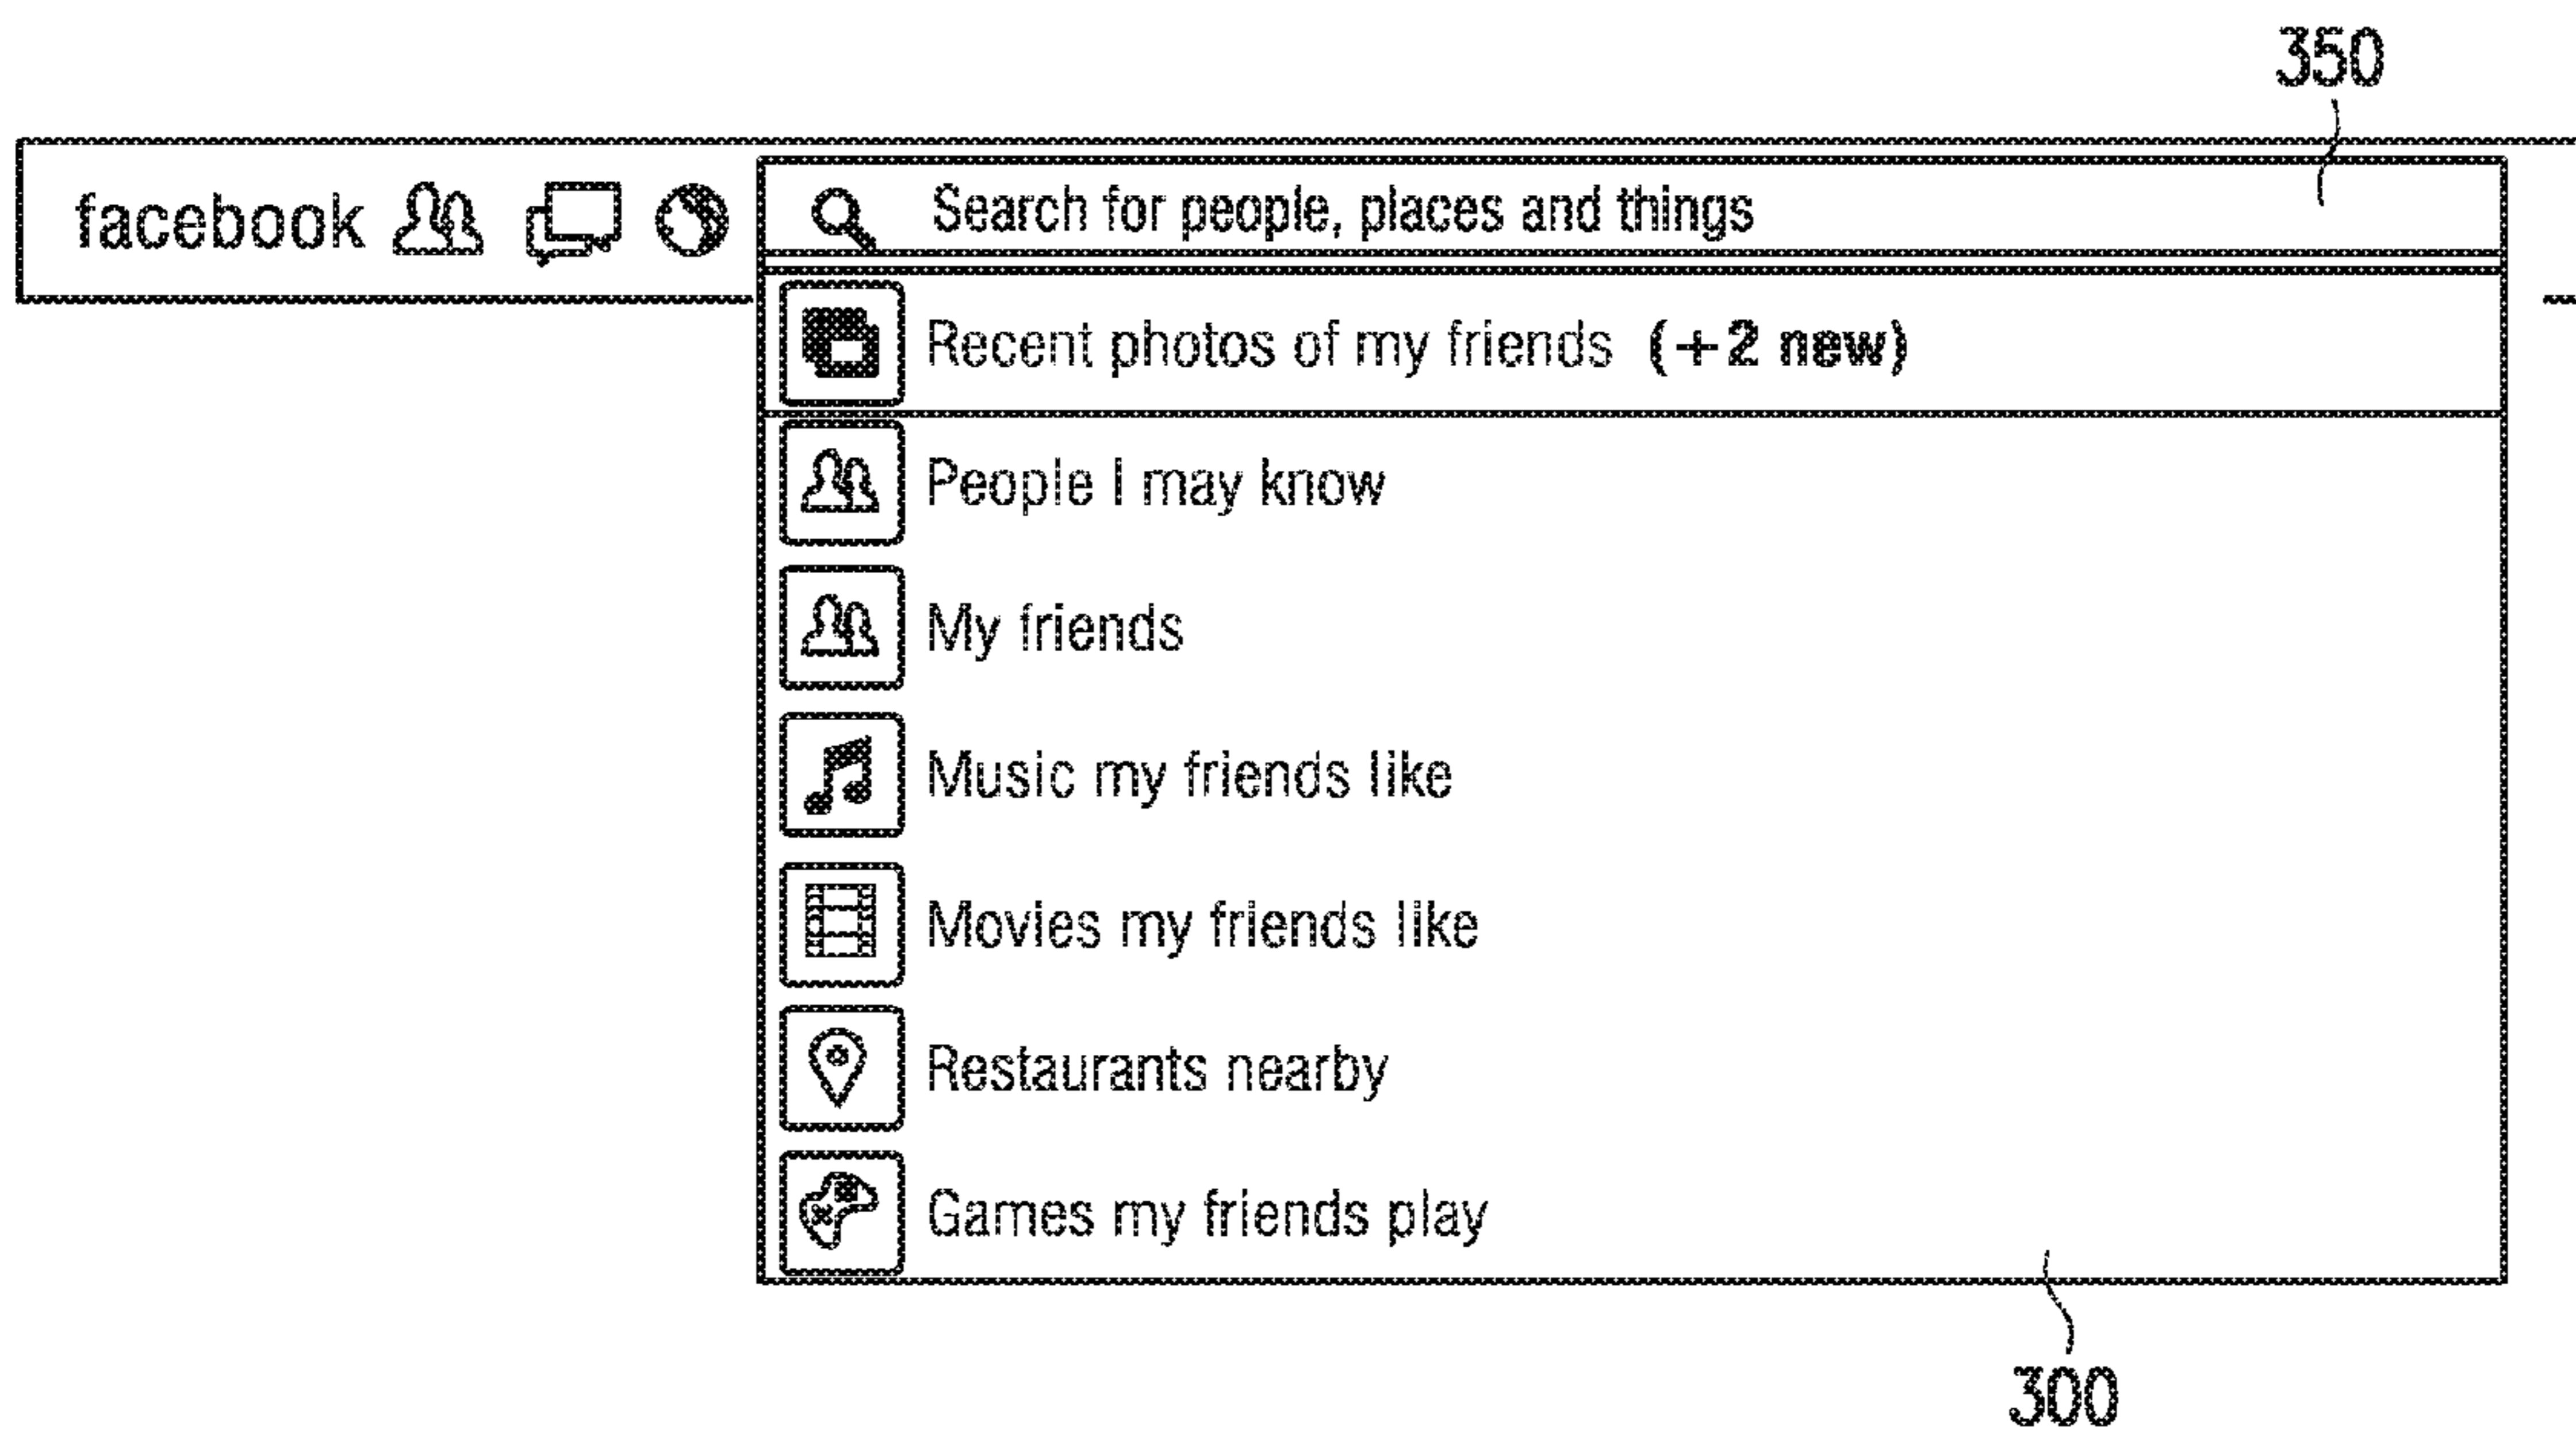 350
facebook
Search for people, places and things
Recent photos of my friends (+2 new)
People I may know
My friends
Music my friends like
Movies my friends like
Restaurants nearby
Games my friends play
300